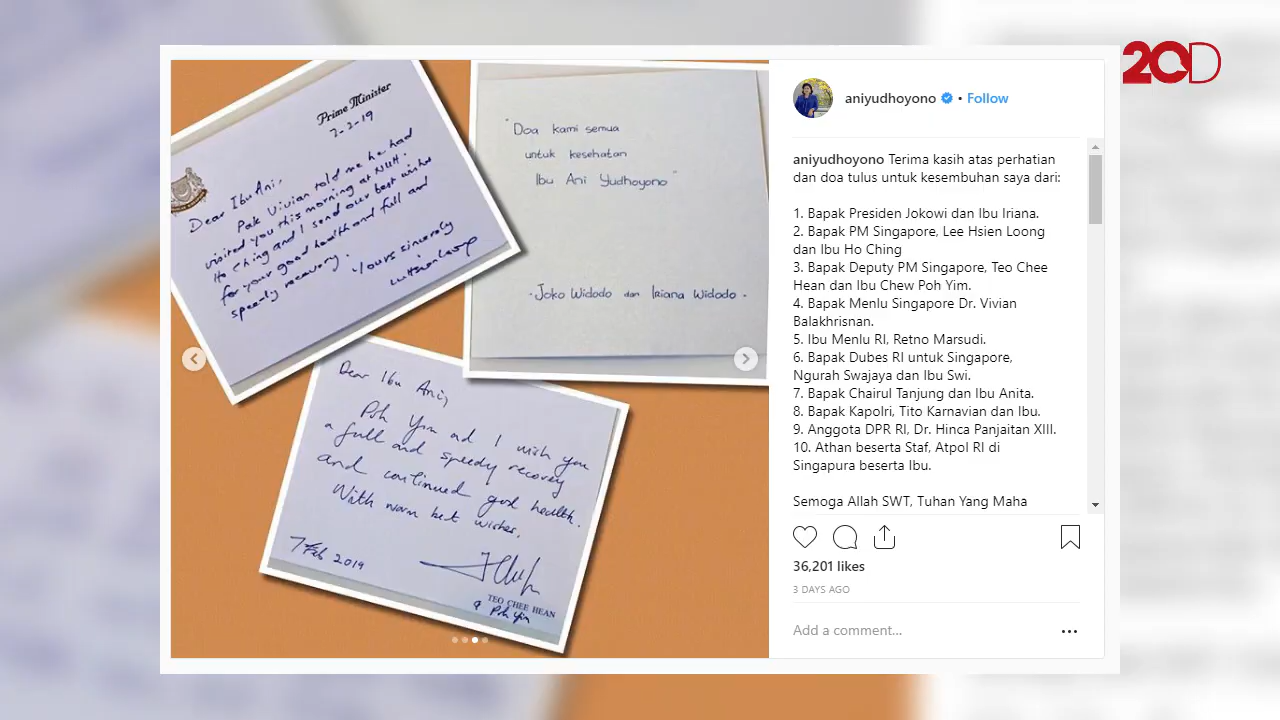 20D
Prime Minister
7-2-19
Dear Ibu Ani,
Pak Vivian told me he had
visited you this morning at NUH.
Ho Ching and I send our best wishes
for your good health and full and
speedy recovery.
Yours sincerely
"Doa kami semua
untuk kesehatan
Ibu Ani Yudhoyono"
- Joko Widodo dan Iriana Widodo -
Dear Ibu Ani,
Poh Yim and I wish you
a full and speedy recovery
and continued good health.
With warm best wishes.
7 Feb 2019
TEO CHEE HEAN
& Poh Yim
aniyudhoyono • Follow
aniyudhoyono Terima kasih atas perhatian
dan doa tulus untuk kesembuhan saya dari:
1. Bapak Presiden Jokowi dan Ibu Iriana.
2. Bapak PM Singapore, Lee Hsien Loong
dan Ibu Ho Ching
3. Bapak Deputy PM Singapore, Teo Chee
Hean dan Ibu Chew Poh Yim.
4. Bapak Menlu Singapore Dr. Vivian
Balakhrisnan.
5. Ibu Menlu RI, Retno Marsudi.
6. Bapak Dubes RI untuk Singapore,
Ngurah Swajaya dan Ibu Swi.
7. Bapak Chairul Tanjung dan Ibu Anita.
8. Bapak Kapolri, Tito Karnavian dan Ibu.
9. Anggota DPR RI, Dr. Hinca Panjaitan XIII.
10. Athan beserta Staf, Atpol RI di
Singapura beserta Ibu.
Semoga Allah SWT, Tuhan Yang Maha
36,201 likes
3 DAYS AGO
Add a comment...